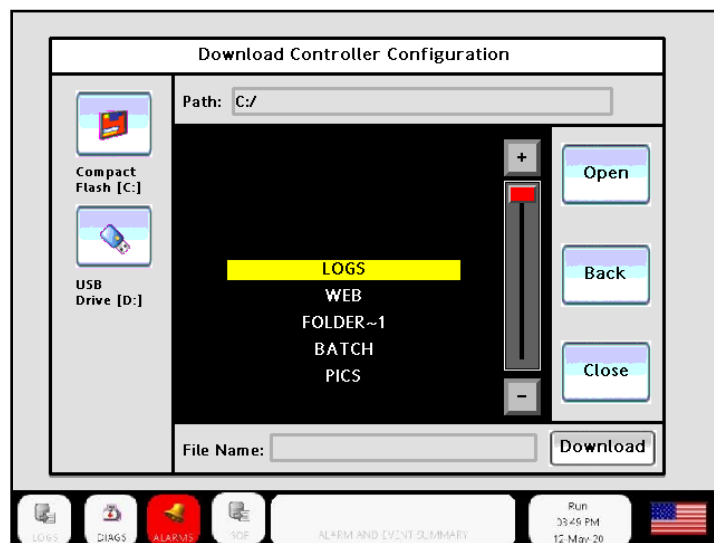 Download Controller Configuration
Path: C:/
Compact
Flash [C:]
USB
Drive [D:]
LOGS
WEB
FOLDER~1
BATCH
PICS
+
-
Open
Back
Close
File Name:
Download
LOGS
DIAGS
ALARMS
SOE
ALARM AND EVENT SUMMARY
Run
03:49 PM
12-May-20